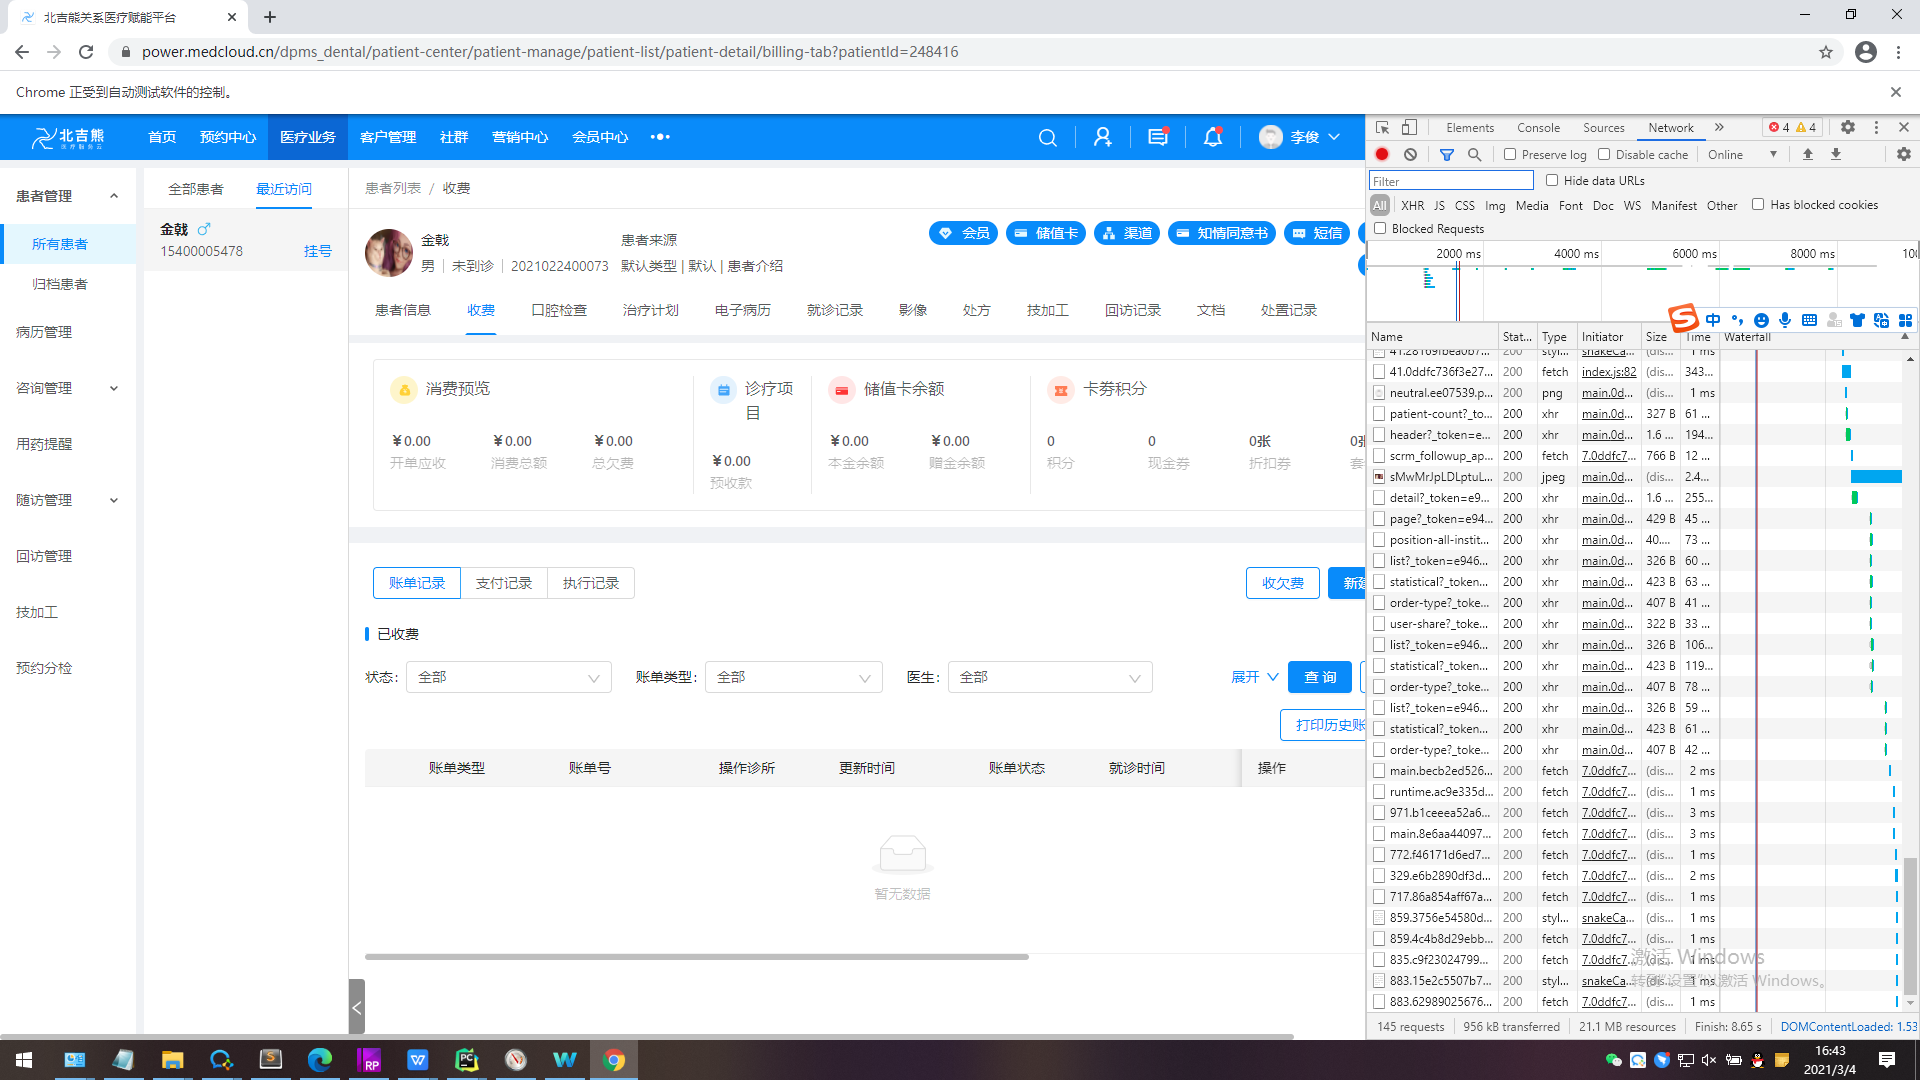 北吉熊关系医疗赋能平台
power.medcloud.cn/dpms_dental/patient-center/patient-manage/patient-list/patient-detail/billing-tab?patientId=248416
Chrome 正受到自动测试软件的控制。
北吉熊
首页 预约中心 医疗业务 客户管理 社群 营销中心 会员中心 •••
李俊
患者管理
所有患者
归档患者
病历管理
咨询管理
用药提醒
随访管理
回访管理
技加工
预约分检
全部患者 最近访问
金戟
15400005478 挂号
患者列表 / 收费
金戟 患者来源
男 未到诊 2021022400073 默认类型 | 默认 | 患者介绍
会员 储值卡 渠道 知情同意书 短信
患者信息 收费 口腔检查 治疗计划 电子病历 就诊记录 影像 处方 技加工 回访记录 文档 处置记录
消费预览
¥0.00 ¥0.00 ¥0.00
开单应收 消费总额 总欠费
诊疗项目
¥0.00
预收款
储值卡余额
¥0.00 ¥0.00
本金余额 赠金余额
卡券积分
0 0 0张 0张
积分 现金券 折扣券 套
账单记录 支付记录 执行记录
收欠费 新建
已收费
状态: 全部 账单类型: 全部 医生: 全部 展开 查 询
打印历史账
账单类型 账单号 操作诊所 更新时间 账单状态 就诊时间 操作
暂无数据
Elements Console Sources Network » 4 4
Preserve log Disable cache Online
Filter Hide data URLs
All XHR JS CSS Img Media Font Doc WS Manifest Other Has blocked cookies
Blocked Requests
2000 ms 4000 ms 6000 ms 8000 ms 100
中
Name Stat... Type Initiator Size Time Waterfall
41.28169fbea0b7... 200 styl... snakeCa... (dis... 1 ms
41.0ddfc736f3e27... 200 fetch index.js:82 (dis... 343...
neutral.ee07539.p... 200 png main.0d... (dis... 1 ms
patient-count?_to... 200 xhr main.0d... 327 B 61 ...
header?_token=e... 200 xhr main.0d... 1.6 ... 194...
scrm_followup_ap... 200 fetch 7.0ddfc7... 766 B 12 ...
sMwMrJpLDLptuL... 200 jpeg main.0d... (dis... 2.4...
detail?_token=e9... 200 xhr main.0d... 1.6 ... 255...
page?_token=e94... 200 xhr main.0d... 429 B 45 ...
position-all-instit... 200 xhr main.0d... 40.... 73 ...
list?_token=e946... 200 xhr main.0d... 326 B 60 ...
statistical?_token... 200 xhr main.0d... 423 B 63 ...
order-type?_toke... 200 xhr main.0d... 407 B 41 ...
user-share?_toke... 200 xhr main.0d... 322 B 33 ...
list?_token=e946... 200 xhr main.0d... 326 B 106...
statistical?_token... 200 xhr main.0d... 423 B 119...
order-type?_toke... 200 xhr main.0d... 407 B 78 ...
list?_token=e946... 200 xhr main.0d... 326 B 59 ...
statistical?_token... 200 xhr main.0d... 423 B 61 ...
order-type?_toke... 200 xhr main.0d... 407 B 42 ...
main.becb2ed526... 200 fetch 7.0ddfc7... (dis... 2 ms
runtime.ac9e335d... 200 fetch 7.0ddfc7... (dis... 1 ms
971.b1ceeea52a6... 200 fetch 7.0ddfc7... (dis... 3 ms
main.8e6aa44097... 200 fetch 7.0ddfc7... (dis... 3 ms
772.f46171d6ed7... 200 fetch 7.0ddfc7... (dis... 1 ms
329.e6b2890df3d... 200 fetch 7.0ddfc7... (dis... 2 ms
717.86a854aff67a... 200 fetch 7.0ddfc7... (dis... 1 ms
859.3756e54580d... 200 styl... snakeCa... (dis... 1 ms
859.4c4b8d29ebb... 200 fetch 7.0ddfc7... (dis... 1 ms
835.c9f23024799... 200 fetch 7.0ddfc7... (dis... 1 ms
883.15e2c5507b7... 200 styl... snakeCa... (dis... 1 ms
883.62989025676... 200 fetch 7.0ddfc7... (dis... 1 ms
激活 Windows
转到"设置"以激活 Windows。
145 requests 956 kB transferred 21.1 MB resources Finish: 8.65 s DOMContentLoaded: 1.53
16:43
2021/3/4